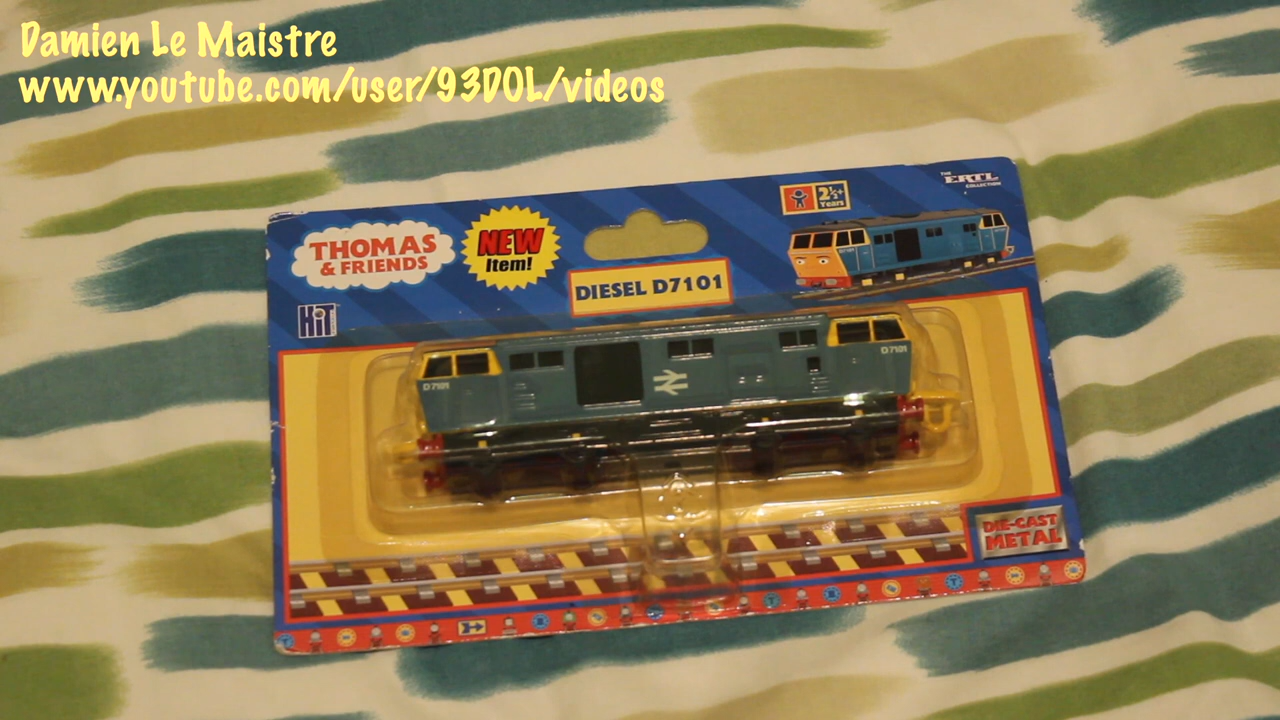 Damien Le Maistre
www.youtube.com/user/93DOL/videos
THOMAS
& FRIENDS
NEW
Item!
HiT
DIESEL D7101
2½+
Years
THE
ERTL
COLLECTION
D7101
D7101
DIE-CAST
METAL